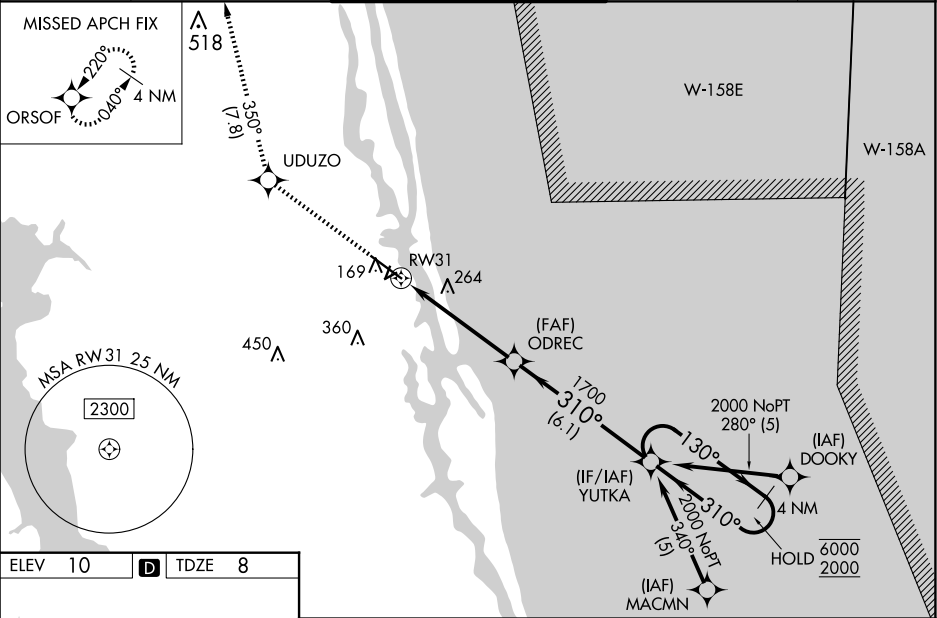 MISSED APCH FIX
220°
040°
4 NM
ORSOF
518
350°
(7.8)
UDUZO
W-158E
W-158A
RW31
169
264
360
450
(FAF)
ODREC
MSA RW 31 25 NM
2300
1700
310°
(6.1)
2000 NoPT
280° (5)
(IAF)
DOOKY
130°
(IF/IAF)
YUTKA
310°
4 NM
2000 NoPT
340°
(5)
HOLD
6000
2000
(IAF)
MACMN
ELEV 10
D
TDZE 8